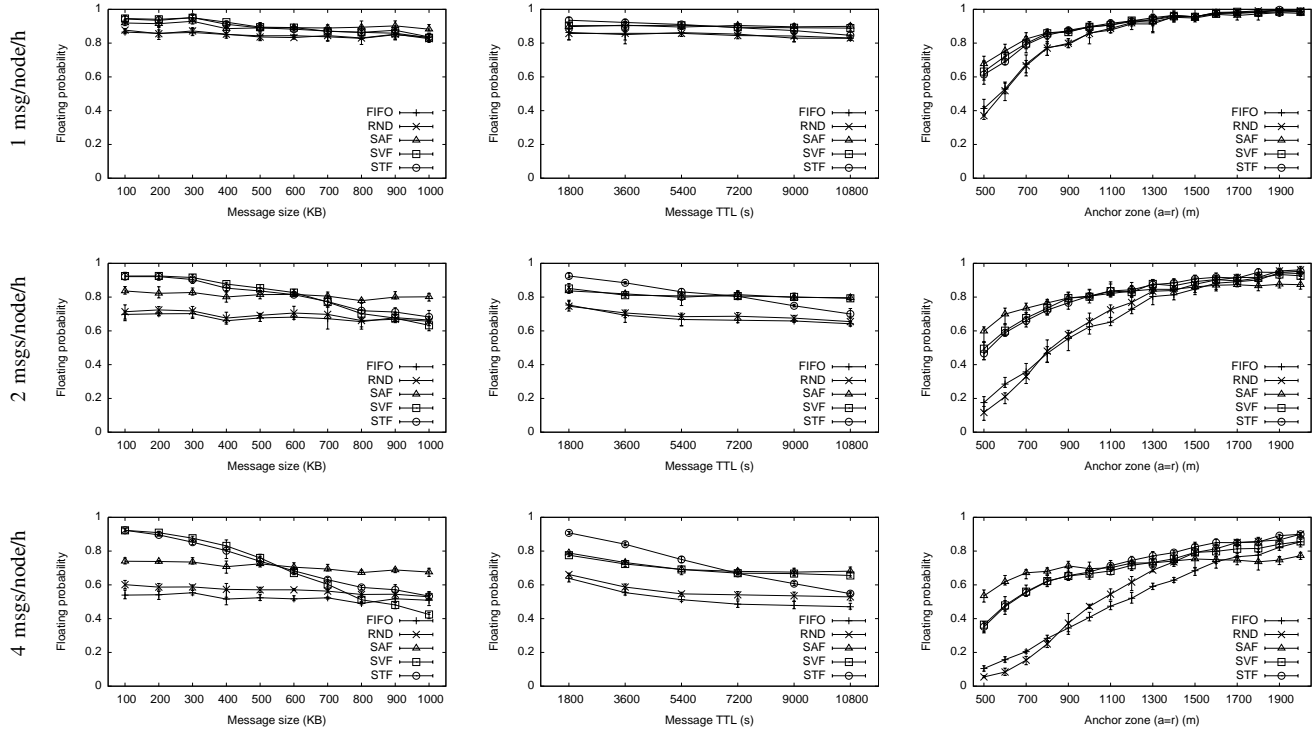 1 msg/node/h
Floating probability
1
0.8
0.6
0.4
0.2
0
FIFO
RND
SAF
SVF
STF
100 200 300 400 500 600 700 800 900 1000
Message size (KB)
Floating probability
1
0.8
0.6
0.4
0.2
0
FIFO
RND
SAF
SVF
STF
1800 3600 5400 7200 9000 10800
Message TTL (s)
Floating probability
1
0.8
0.6
0.4
0.2
0
FIFO
RND
SAF
SVF
STF
500 700 900 1100 1300 1500 1700 1900
Anchor zone (a=r) (m)
2 msgs/node/h
Floating probability
1
0.8
0.6
0.4
0.2
0
FIFO
RND
SAF
SVF
STF
100 200 300 400 500 600 700 800 900 1000
Message size (KB)
Floating probability
1
0.8
0.6
0.4
0.2
0
FIFO
RND
SAF
SVF
STF
1800 3600 5400 7200 9000 10800
Message TTL (s)
Floating probability
1
0.8
0.6
0.4
0.2
0
FIFO
RND
SAF
SVF
STF
500 700 900 1100 1300 1500 1700 1900
Anchor zone (a=r) (m)
4 msgs/node/h
Floating probability
1
0.8
0.6
0.4
0.2
0
FIFO
RND
SAF
SVF
STF
100 200 300 400 500 600 700 800 900 1000
Message size (KB)
Floating probability
1
0.8
0.6
0.4
0.2
0
FIFO
RND
SAF
SVF
STF
1800 3600 5400 7200 9000 10800
Message TTL (s)
Floating probability
1
0.8
0.6
0.4
0.2
0
FIFO
RND
SAF
SVF
STF
500 700 900 1100 1300 1500 1700 1900
Anchor zone (a=r) (m)